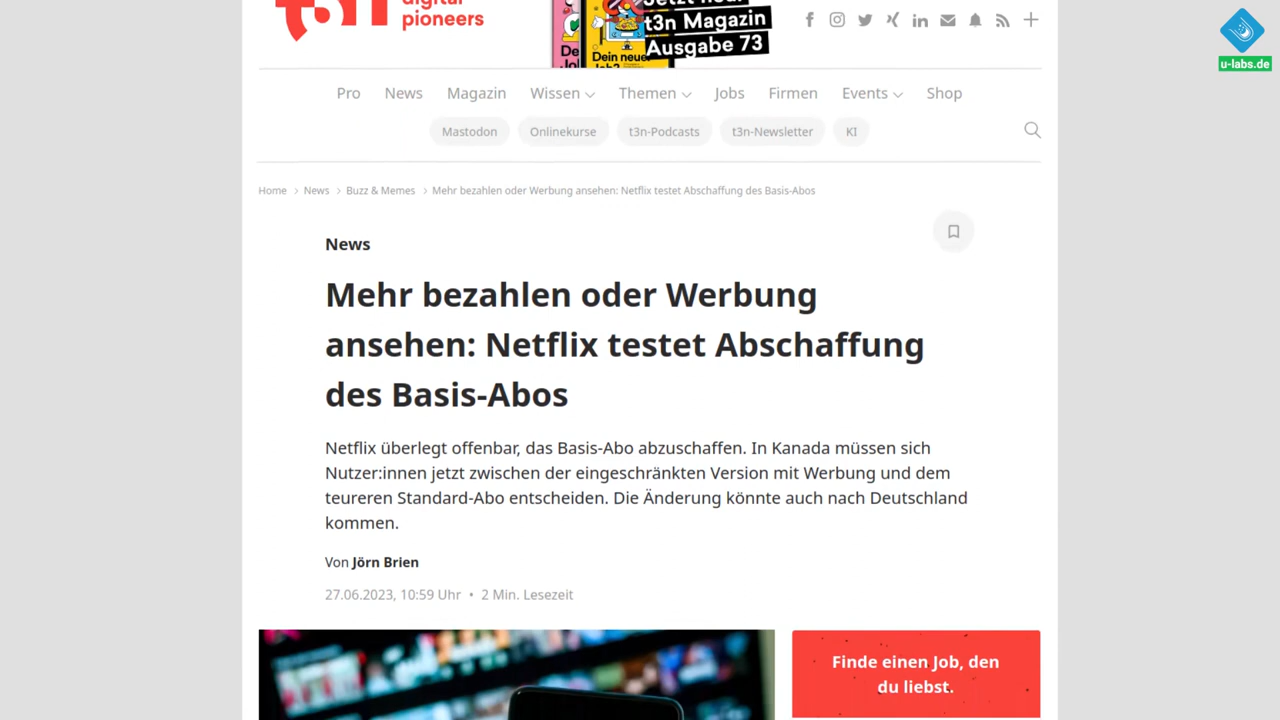 digital
pioneers
t3n Magazin
Ausgabe 73
Dein neuer
u-labs.de
Pro News Magazin Wissen Themen Jobs Firmen Events Shop
Mastodon Onlinekurse t3n-Podcasts t3n-Newsletter KI
Home > News > Buzz & Memes > Mehr bezahlen oder Werbung ansehen: Netflix testet Abschaffung des Basis-Abos
News
Mehr bezahlen oder Werbung
ansehen: Netflix testet Abschaffung
des Basis-Abos
Netflix überlegt offenbar, das Basis-Abo abzuschaffen. In Kanada müssen sich
Nutzer:innen jetzt zwischen der eingeschränkten Version mit Werbung und dem
teureren Standard-Abo entscheiden. Die Änderung könnte auch nach Deutschland
kommen.
Von Jörn Brien
27.06.2023, 10:59 Uhr • 2 Min. Lesezeit
Finde einen Job, den
du liebst.